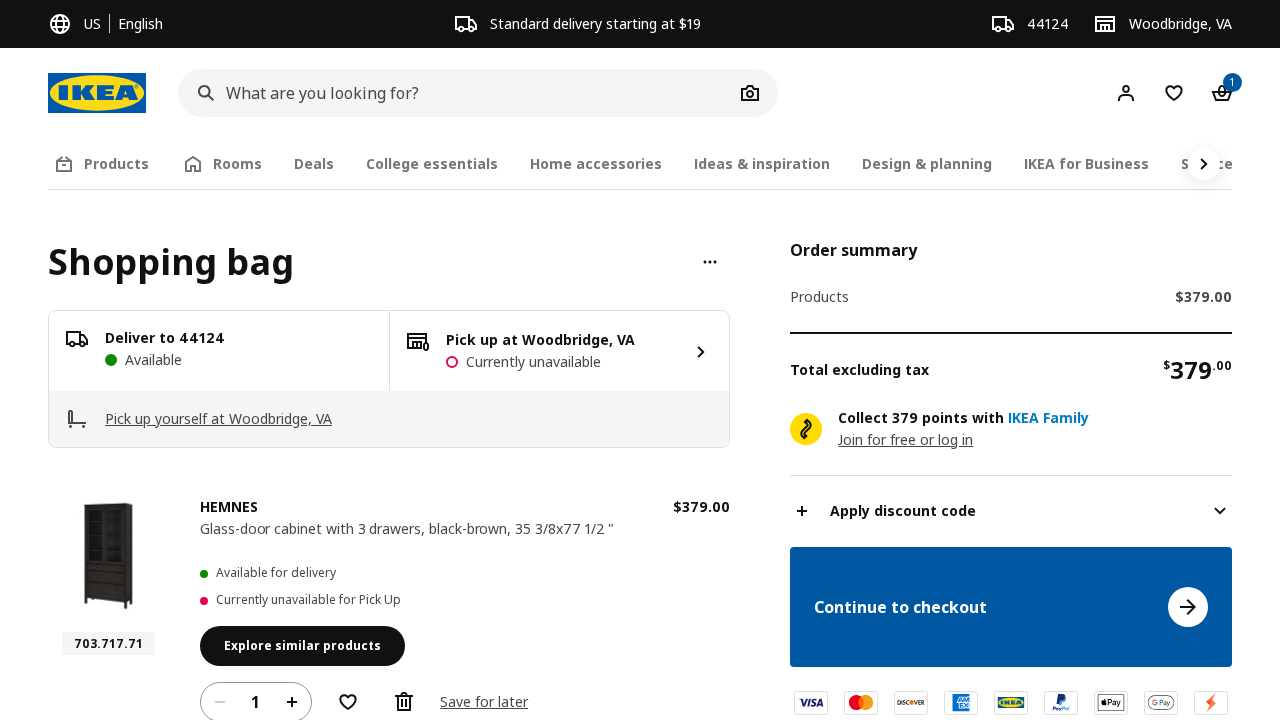 US | English
Standard delivery starting at $19
44124
Woodbridge, VA
IKEA
What are you looking for?
1
0
Products
Rooms
Deals
College essentials
Home accessories
Ideas & inspiration
Design & planning
IKEA for Business
Shopping bag
Deliver to 44124
Available
Pick up at Woodbridge, VA
Currently unavailable
Pick up yourself at Woodbridge, VA
HEMNES
$379.00
Glass-door cabinet with 3 drawers, black-brown, 35 3/8x77 1/2 "
Available for delivery
Currently unavailable for Pick Up
703.717.71
Explore similar products
1
Save for later
Order summary
Products
$379.00
Total excluding tax
$379.00
Collect 379 points with IKEA Family
Join for free or log in
Apply discount code
Continue to checkout
VISA
DISCOVER
AMEX
IKEA
PayPal
Pay
G Pay